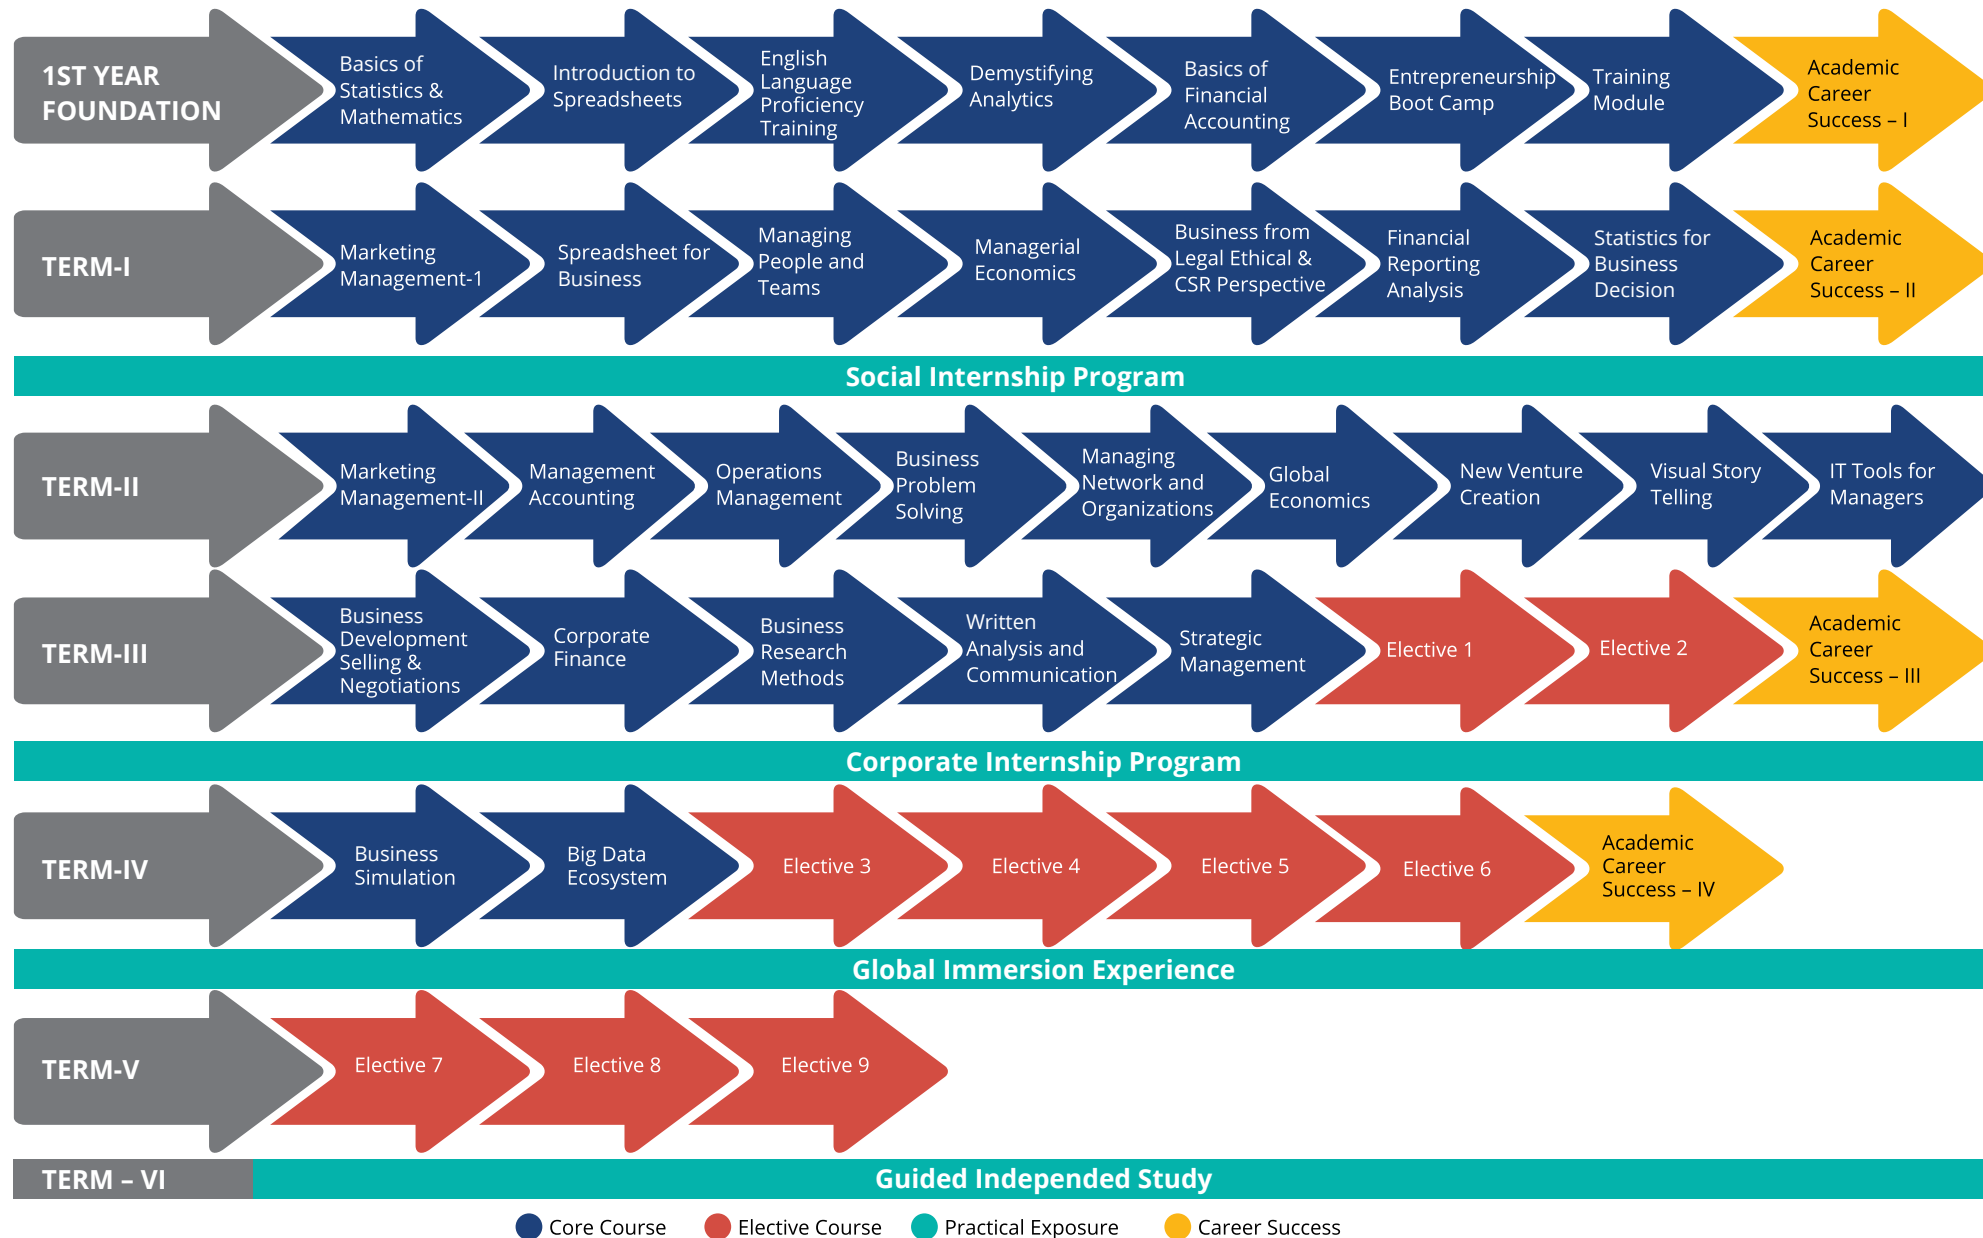 1ST YEAR
FOUNDATION
Basics of
Statistics &
Mathematics
Introduction to
Spreadsheets
English
Language
Proficiency
Training
Demystifying
Analytics
Basics of
Financial
Accounting
Entrepreneurship
Boot Camp
Training
Module
Academic
Career
Success – I
TERM-I
Marketing
Management-1
Spreadsheet for
Business
Managing
People and
Teams
Managerial
Economics
Business from
Legal Ethical &
CSR Perspective
Financial
Reporting
Analysis
Statistics for
Business
Decision
Academic
Career
Success – II
Social Internship Program
TERM-II
Marketing
Management-II
Management
Accounting
Operations
Management
Business
Problem
Solving
Managing
Network and
Organizations
Global
Economics
New Venture
Creation
Visual Story
Telling
IT Tools for
Managers
TERM-III
Business
Development
Selling &
Negotiations
Corporate
Finance
Business
Research
Methods
Written
Analysis and
Communication
Strategic
Management
Elective 1
Elective 2
Academic
Career
Success – III
Corporate Internship Program
TERM-IV
Business
Simulation
Big Data
Ecosystem
Elective 3
Elective 4
Elective 5
Elective 6
Academic
Career
Success – IV
Global Immersion Experience
TERM-V
Elective 7
Elective 8
Elective 9
TERM – VI
Guided Independed Study
Core Course
Elective Course
Practical Exposure
Career Success